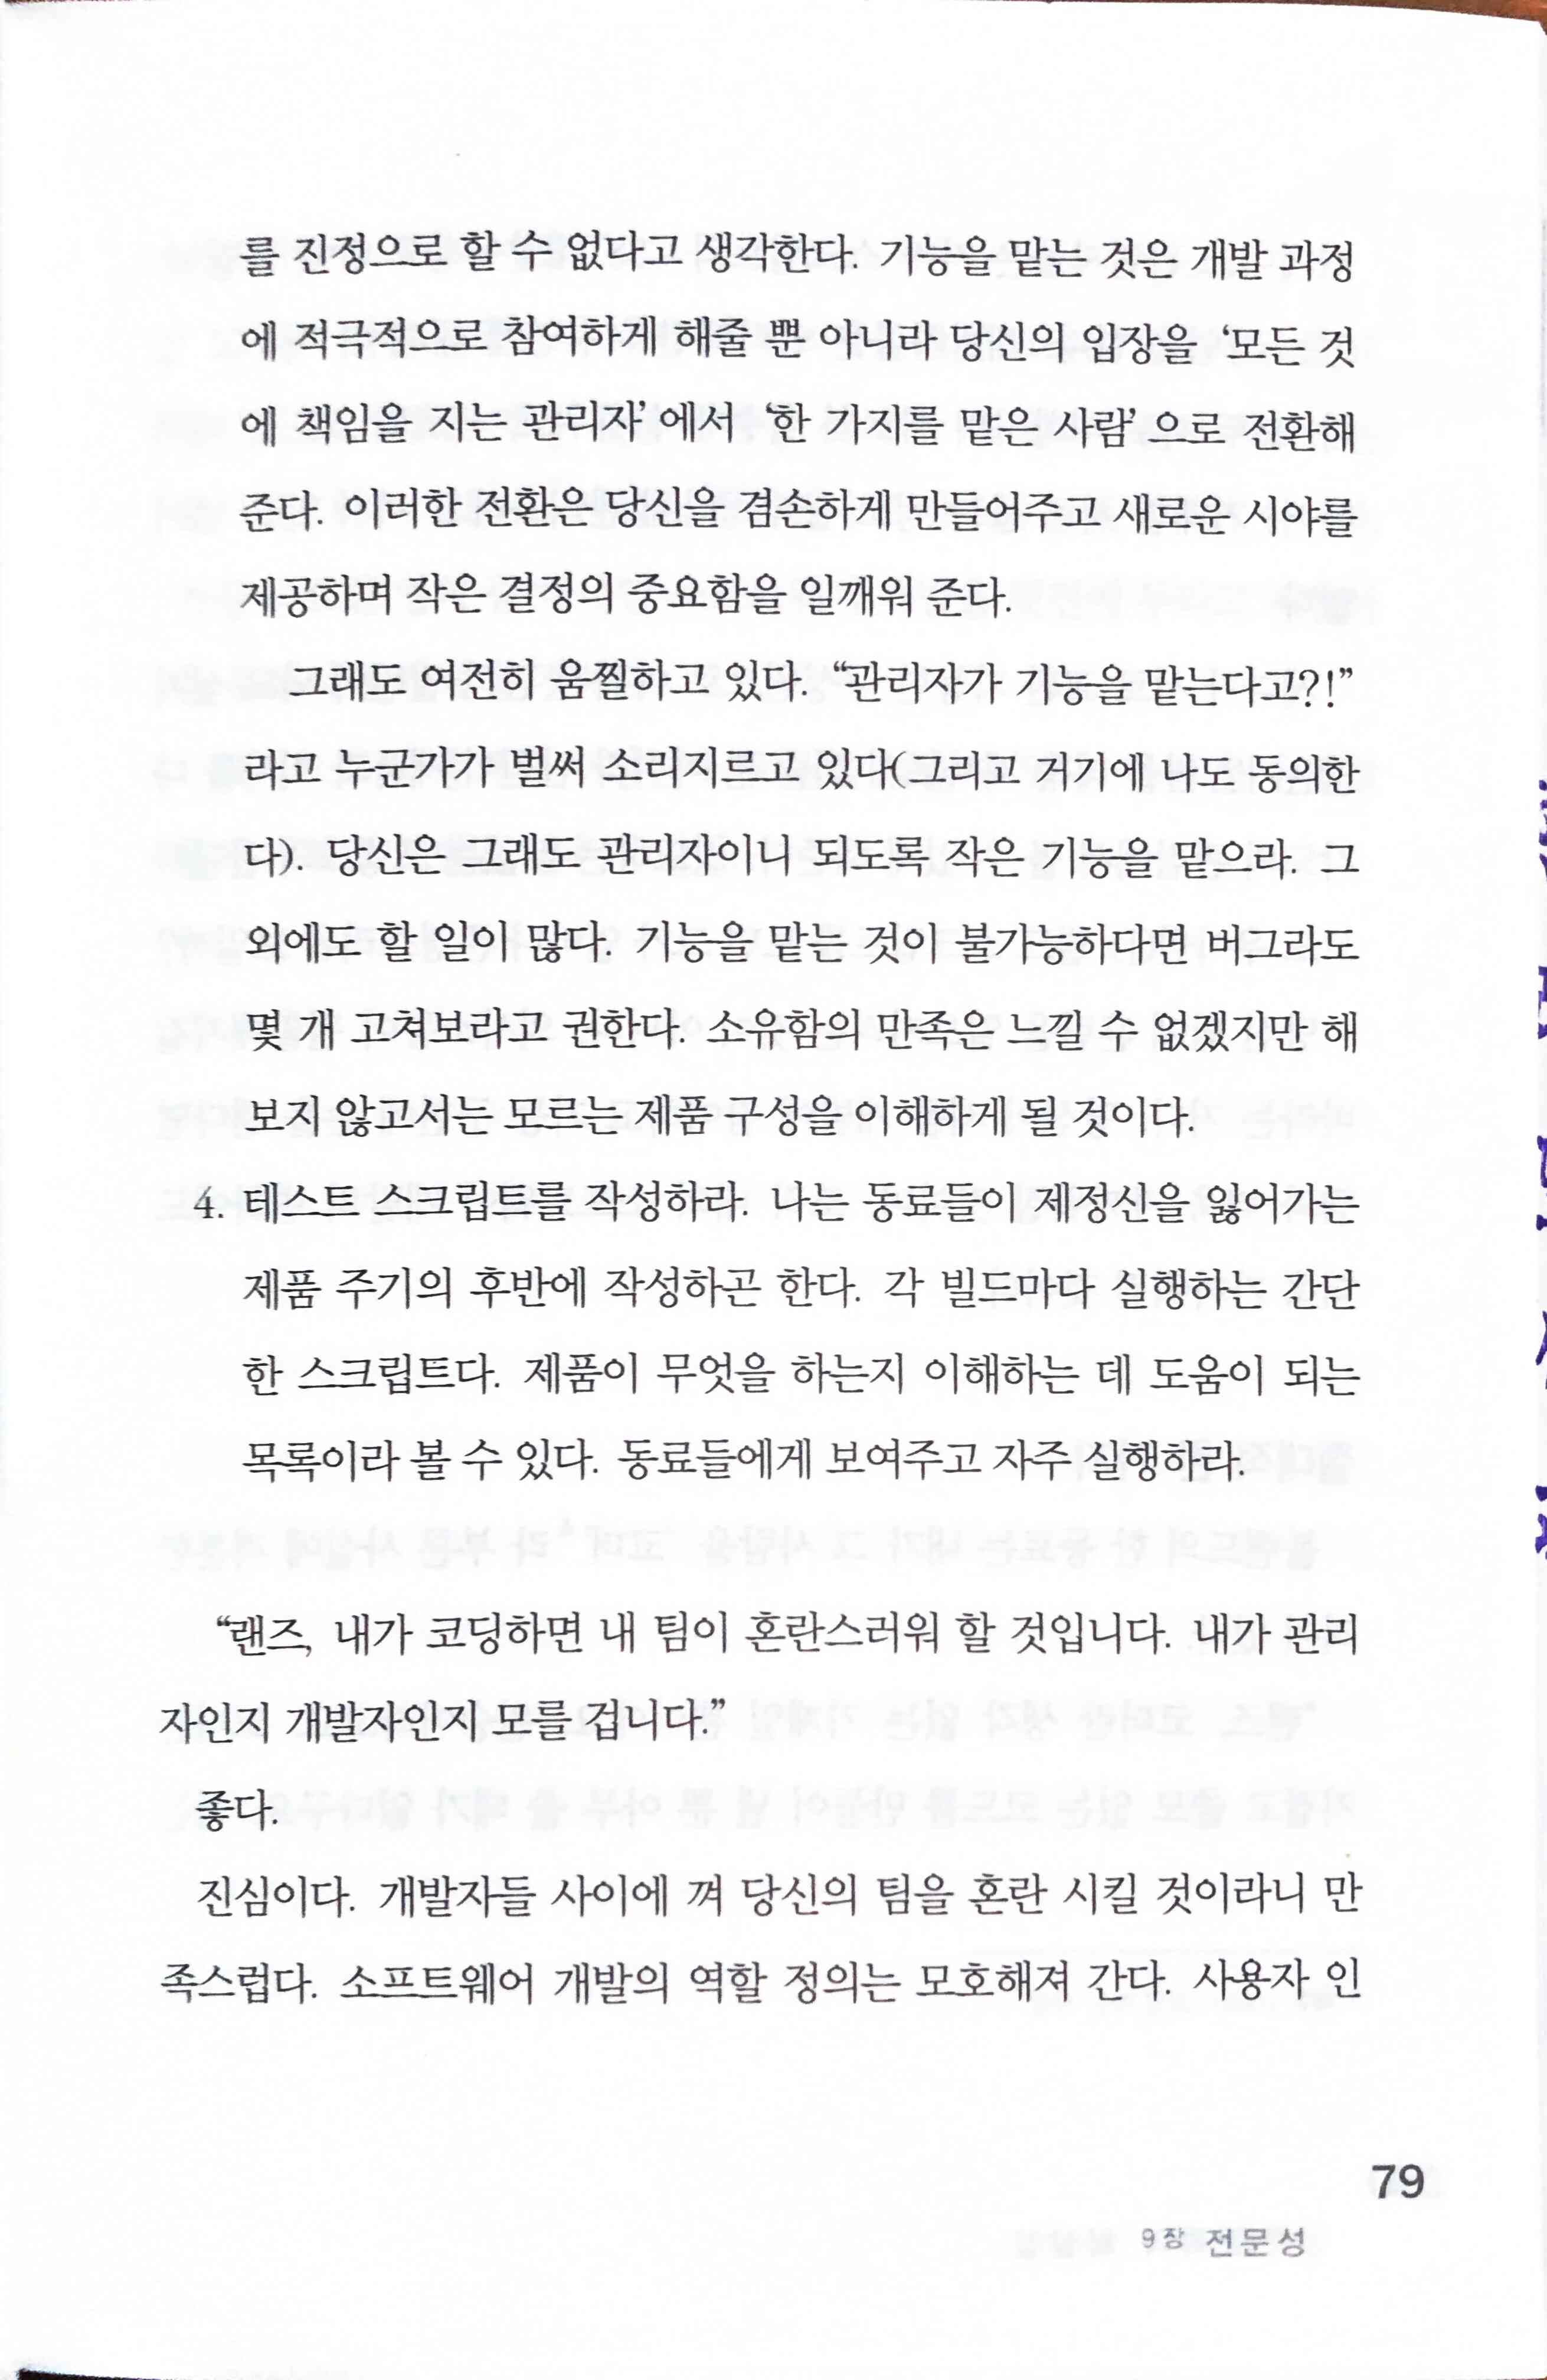 를 진정으로 할 수 없다고 생각한다. 기능을 맡는 것은 개발 과정
에 적극적으로 참여하게 해줄 뿐 아니라 당신의 입장을 ‘모든 것
에 책임을 지는 관리자’에서 ‘한 가지를 맡은 사람’으로 전환해
준다. 이러한 전환은 당신을 겸손하게 만들어주고 새로운 시야를
제공하며 작은 결정의 중요함을 일깨워 준다.
그래도 여전히 움찔하고 있다. “관리자가 기능을 맡는다고?!”
라고 누군가가 벌써 소리지르고 있다(그리고 거기에 나도 동의한
다). 당신은 그래도 관리자이니 되도록 작은 기능을 맡으라. 그
외에도 할 일이 많다. 기능을 맡는 것이 불가능하다면 버그라도
몇 개 고쳐보라고 권한다. 소유함의 만족은 느낄 수 없겠지만 해
보지 않고서는 모르는 제품 구성을 이해하게 될 것이다.
4. 테스트 스크립트를 작성하라. 나는 동료들이 제정신을 잃어가는
제품 주기의 후반에 작성하곤 한다. 각 빌드마다 실행하는 간단
한 스크립트다. 제품이 무엇을 하는지 이해하는 데 도움이 되는
목록이라 볼 수 있다. 동료들에게 보여주고 자주 실행하라.
“랜즈, 내가 코딩하면 내 팀이 혼란스러워 할 것입니다. 내가 관리
자인지 개발자인지 모를 겁니다.”
좋다.
진심이다. 개발자들 사이에 껴 당신의 팀을 혼란 시킬 것이라니 만
족스럽다. 소프트웨어 개발의 역할 정의는 모호해져 간다. 사용자 인
79
9장 전문성